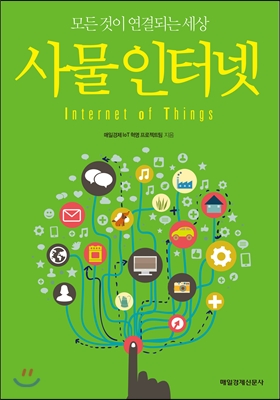 모든 것이 연결되는 세상
사물 인터넷
Internet of Things
매일경제 IoT 혁명 프로젝트팀 지음
매일경제신문사